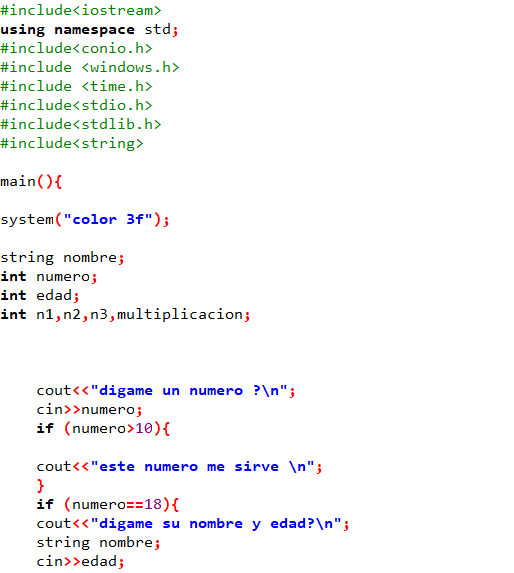 #include<iostream>
using namespace std;
#include<conio.h>
#include <windows.h>
#include <time.h>
#include<stdio.h>
#include<stdlib.h>
#include<string>
main(){
system("color 3f");
string nombre;
int numero;
int edad;
int n1,n2,n3,multiplicacion;
cout<<"digame un numero ?\n";
cin>>numero;
if (numero>10){
cout<<"este numero me sirve \n";
}
if (numero==18){
cout<<"digame su nombre y edad?\n";
string nombre;
cin>>edad;